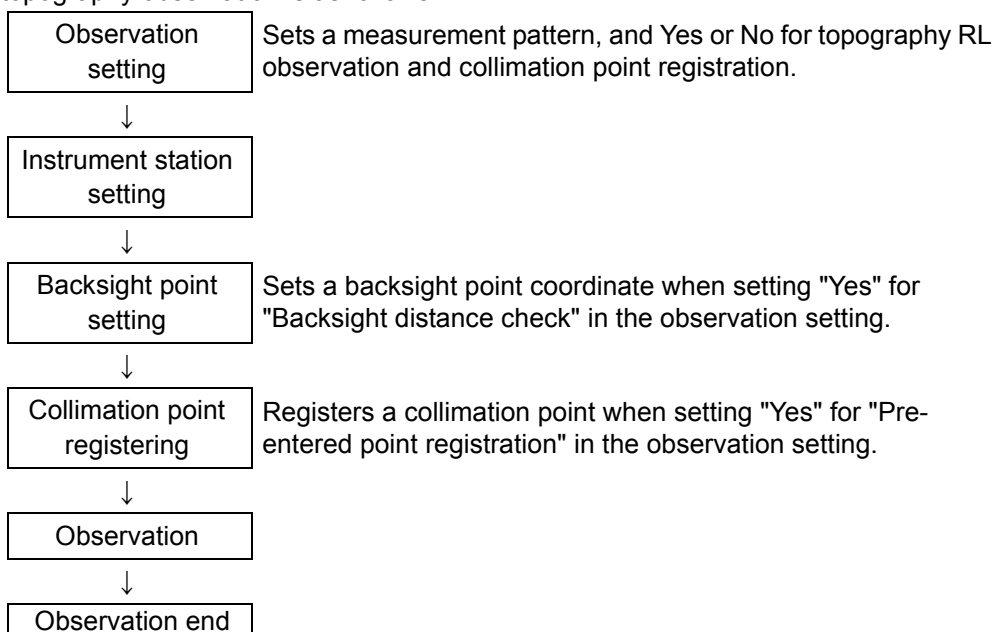 Observation
setting
Sets a measurement pattern, and Yes or No for topography RL
observation and collimation point registration.
↓
Instrument station
setting
↓
Backsight point
setting
Sets a backsight point coordinate when setting "Yes" for
"Backsight distance check" in the observation setting.
↓
Collimation point
registering
Registers a collimation point when setting "Yes" for "Pre-
entered point registration" in the observation setting.
↓
Observation
↓
Observation end